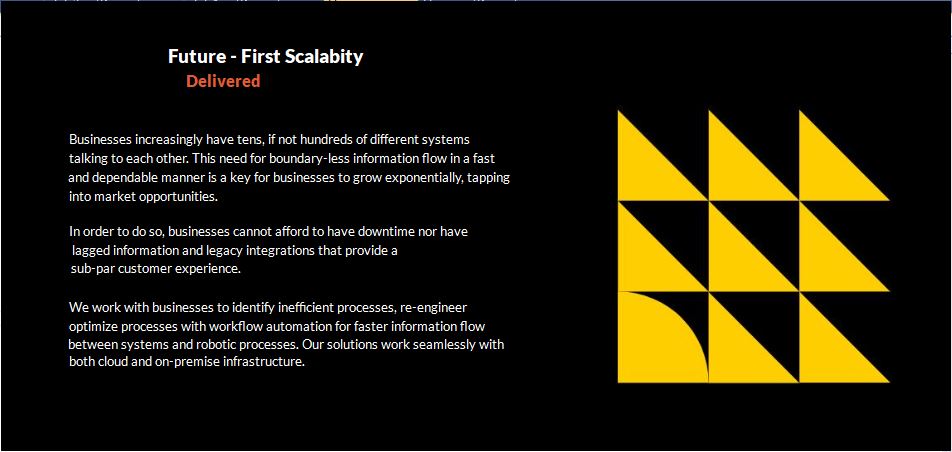 Future - First Scalabity
Delivered
Businesses increasingly have tens, if not hundreds of different systems
talking to each other. This need for boundary-less information flow in a fast
and dependable manner is a key for businesses to grow exponentially, tapping
into market opportunities.
In order to do so, businesses cannot afford to have downtime nor have
lagged information and legacy integrations that provide a
sub-par customer experience.
We work with businesses to identify inefficient processes, re-engineer
optimize processes with workflow automation for faster information flow
between systems and robotic processes. Our solutions work seamlessly with
both cloud and on-premise infrastructure.